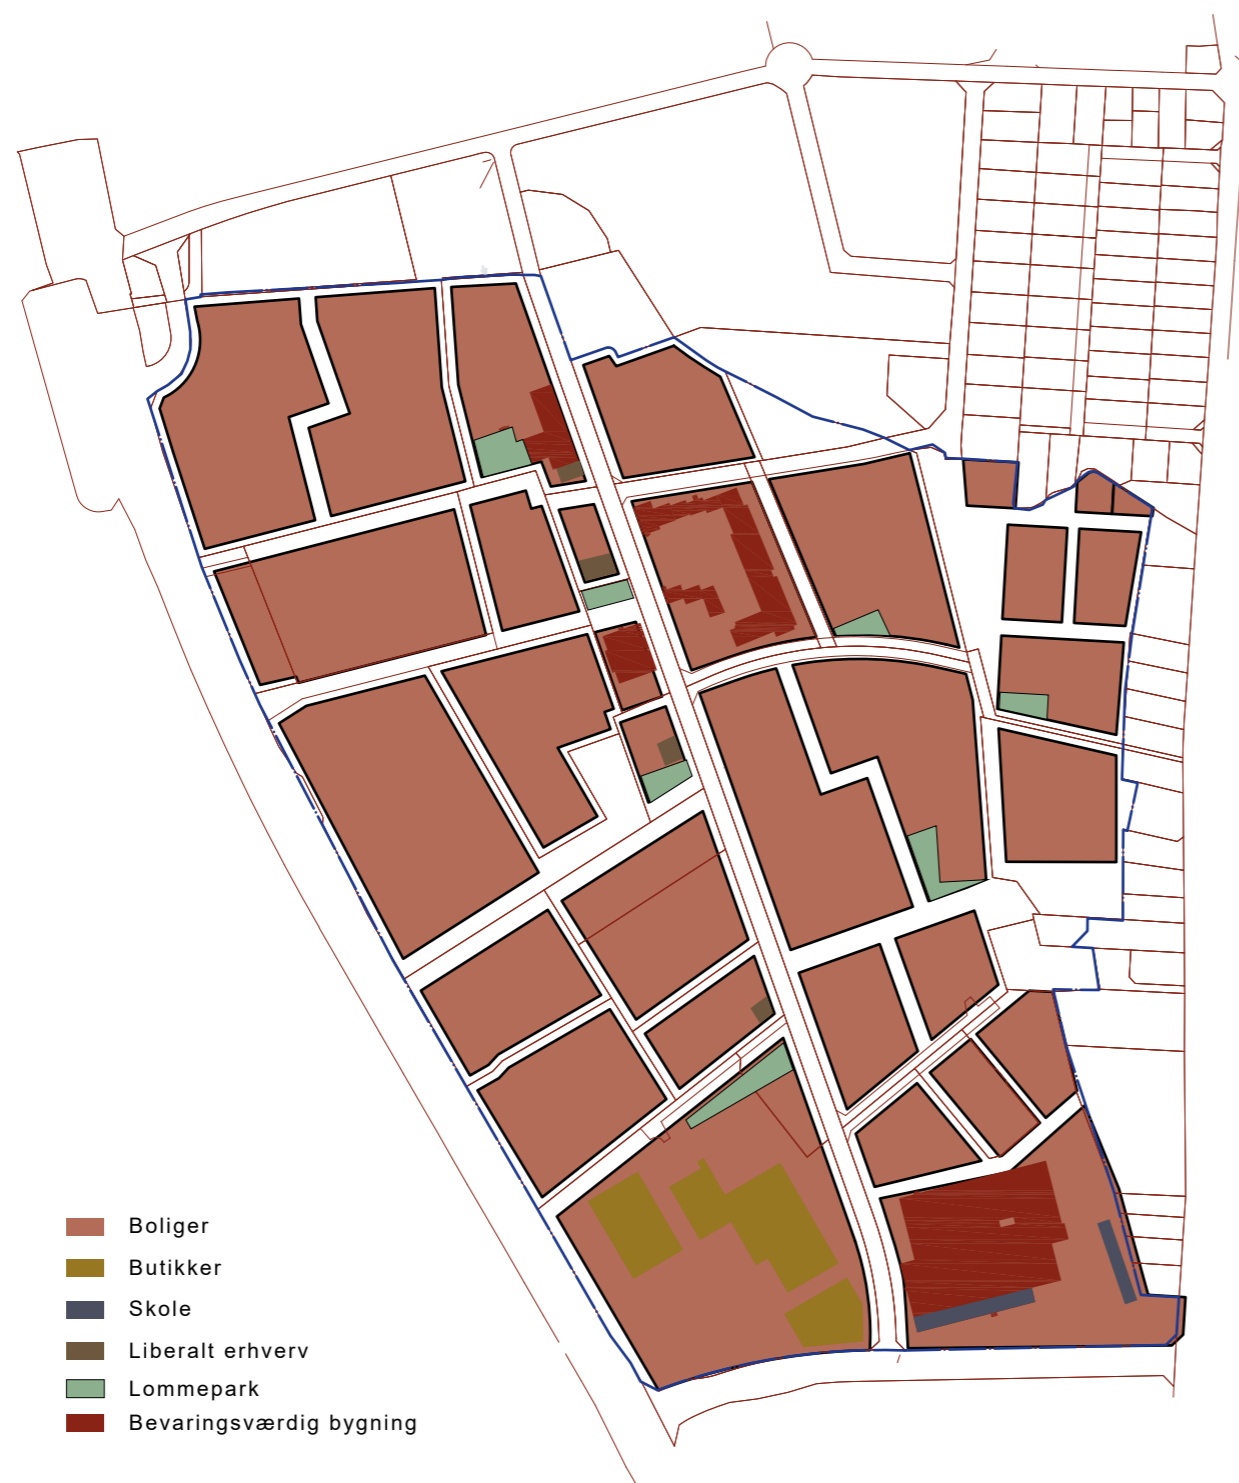 Boliger
Butikker
Skole
Liberalt erhverv
Lommepark
Bevaringsværdig bygning